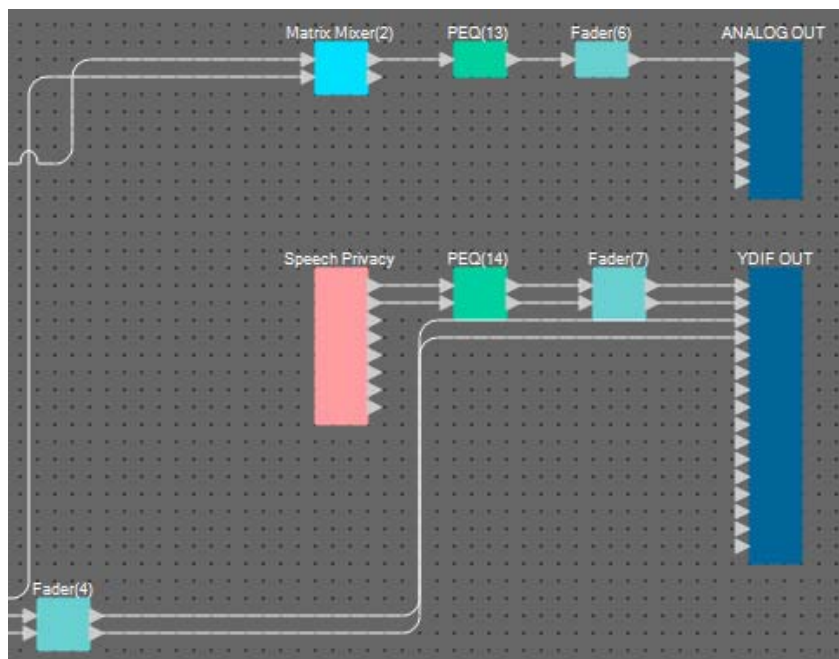 Matrix Mixer(2)
PEQ(13)
Fader(6)
ANALOG OUT
Speech Privacy
PEQ(14)
Fader(7)
YDIF OUT
Fader(4)